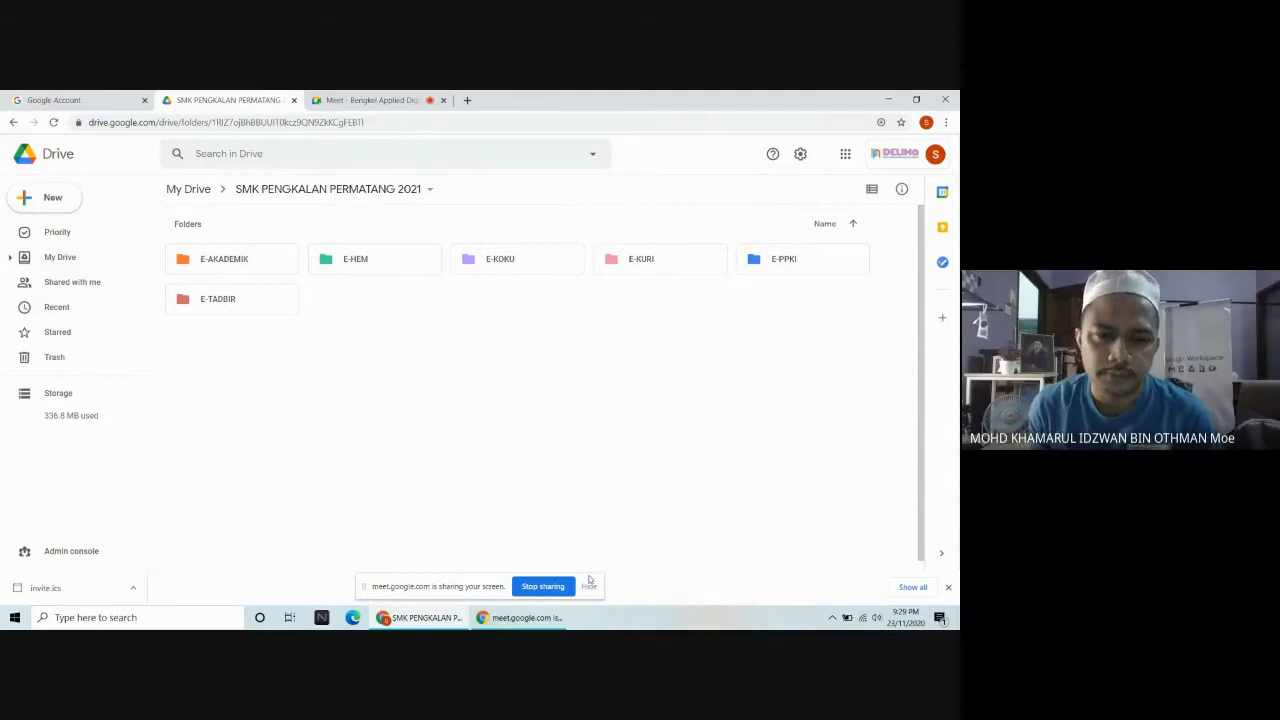 Google Account
SMK PENGKALAN PERMATANG
Meet - Bengkel Applied Digi
drive.google.com/drive/folders/
Drive
Search in Drive
DELIMa
S
New
My Drive > SMK PENGKALAN PERMATANG 2021
Priority
My Drive
Shared with me
Recent
Starred
Trash
Storage
336.8 MB used
Admin console
Folders
Name
E-AKADEMIK
E-HEM
E-KOKU
E-KURI
E-PPKI
E-TADBIR
meet.google.com is sharing your screen.
Stop sharing
Hide
invite.ics
Show all
Type here to search
SMK PENGKALAN P...
meet.google.com is...
9:29 PM
23/11/2020
MOHD KHAMARUL IDZWAN BIN OTHMAN Moe